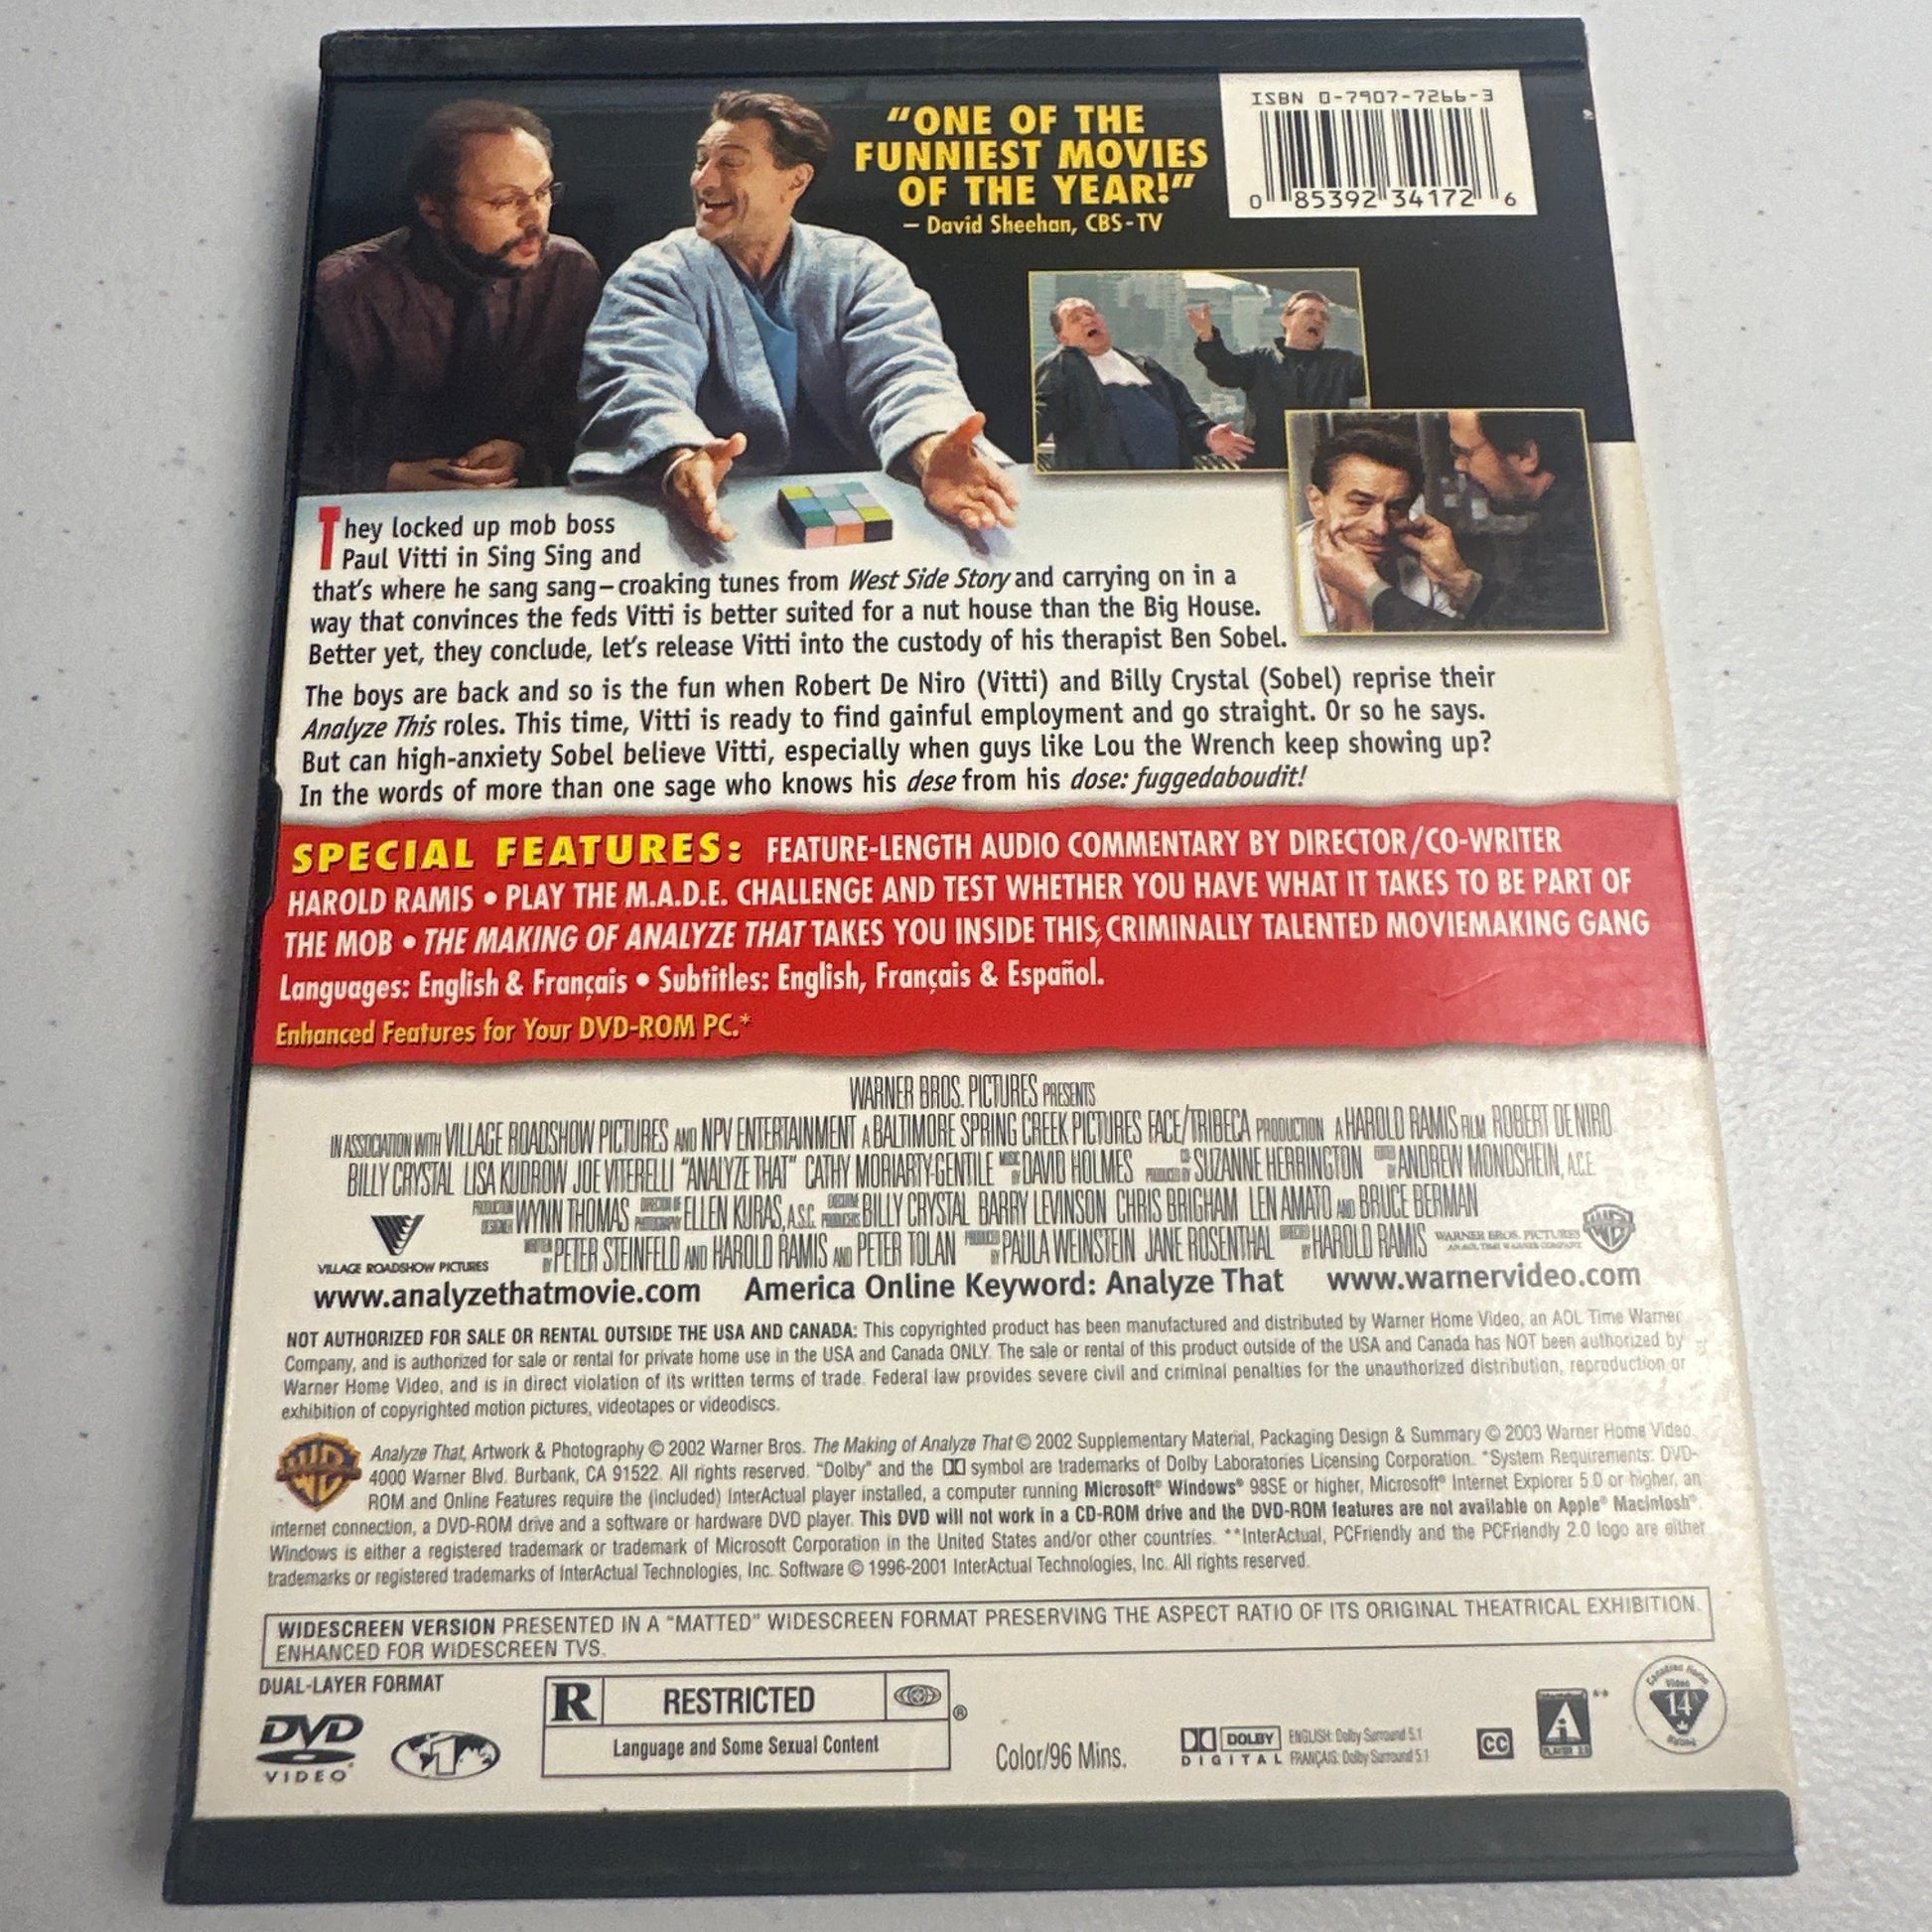 "ONE OF THE
FUNNIEST MOVIES
OF THE YEAR!"
– David Sheehan, CBS-TV
ISBN 0-7907-7266-3
0 85392 34172 6
They locked up mob boss
Paul Vitti in Sing Sing and
that's where he sang sang–croaking tunes from West Side Story and carrying on in a
way that convinces the feds Vitti is better suited for a nut house than the Big House.
Better yet, they conclude, let's release Vitti into the custody of his therapist Ben Sobel.
The boys are back and so is the fun when Robert De Niro (Vitti) and Billy Crystal (Sobel) reprise their
Analyze This roles. This time, Vitti is ready to find gainful employment and go straight. Or so he says.
But can high-anxiety Sobel believe Vitti, especially when guys like Lou the Wrench keep showing up?
In the words of more than one sage who knows his dese from his dose: fuggedaboudit!
SPECIAL FEATURES: FEATURE-LENGTH AUDIO COMMENTARY BY DIRECTOR/CO-WRITER
HAROLD RAMIS • PLAY THE M.A.D.E. CHALLENGE AND TEST WHETHER YOU HAVE WHAT IT TAKES TO BE PART OF
THE MOB • THE MAKING OF ANALYZE THAT TAKES YOU INSIDE THIS CRIMINALLY TALENTED MOVIEMAKING GANG
Languages: English & Français • Subtitles: English, Français & Español.
Enhanced Features for Your DVD-ROM PC.*
WARNER BROS. PICTURES PRESENTS
IN ASSOCIATION WITH VILLAGE ROADSHOW PICTURES AND NPV ENTERTAINMENT A BALTIMORE SPRING CREEK PICTURES FACE/TRIBECA PRODUCTION A HAROLD RAMIS FILM ROBERT DE NIRO
BILLY CRYSTAL LISA KUDROW JOE VITERELLI "ANALYZE THAT" CATHY MORIARTY-GENTILE MUSIC BY DAVID HOLMES CO-PRODUCED BY SUZANNE HERRINGTON EDITED BY ANDREW MONDSHEIN, A.C.E.
PRODUCTION DESIGNER WYNN THOMAS DIRECTOR OF PHOTOGRAPHY ELLEN KURAS, A.S.C. EXECUTIVE PRODUCERS BILLY CRYSTAL BARRY LEVINSON CHRIS BRIGHAM LEN AMATO AND BRUCE BERMAN
WRITTEN BY PETER STEINFELD AND HAROLD RAMIS AND PETER TOLAN PRODUCED BY PAULA WEINSTEIN JANE ROSENTHAL DIRECTED BY HAROLD RAMIS
VILLAGE ROADSHOW PICTURES
WARNER BROS. PICTURES
AN AOL TIME WARNER COMPANY
WB
www.analyzethatmovie.com America Online Keyword: Analyze That www.warnervideo.com
NOT AUTHORIZED FOR SALE OR RENTAL OUTSIDE THE USA AND CANADA: This copyrighted product has been manufactured and distributed by Warner Home Video, an AOL Time Warner
Company, and is authorized for sale or rental for private home use in the USA and Canada ONLY. The sale or rental of this product outside of the USA and Canada has NOT been authorized by
Warner Home Video, and is in direct violation of its written terms of trade. Federal law provides severe civil and criminal penalties for the unauthorized distribution, reproduction or
exhibition of copyrighted motion pictures, videotapes or videodiscs.
WB
Analyze That, Artwork & Photography © 2002 Warner Bros. The Making of Analyze That © 2002 Supplementary Material, Packaging Design & Summary © 2003 Warner Home Video,
4000 Warner Blvd. Burbank, CA 91522. All rights reserved. "Dolby" and the DD symbol are trademarks of Dolby Laboratories Licensing Corporation. *System Requirements: DVD-
ROM and Online Features require the (included) InterActual player installed, a computer running Microsoft® Windows® 98SE or higher, Microsoft® Internet Explorer 5.0 or higher, an
internet connection, a DVD-ROM drive and a software or hardware DVD player. This DVD will not work in a CD-ROM drive and the DVD-ROM features are not available on Apple® Macintosh®.
Windows is either a registered trademark or trademark of Microsoft Corporation in the United States and/or other countries. **InterActual, PCFriendly and the PCFriendly 2.0 logo are either
trademarks or registered trademarks of InterActual Technologies, Inc. Software © 1996-2001 InterActual Technologies, Inc. All rights reserved.
WIDESCREEN VERSION PRESENTED IN A "MATTED" WIDESCREEN FORMAT PRESERVING THE ASPECT RATIO OF ITS ORIGINAL THEATRICAL EXHIBITION.
ENHANCED FOR WIDESCREEN TVS.
DUAL-LAYER FORMAT
DVD
VIDEO
1
R RESTRICTED ®
Language and Some Sexual Content
Color/96 Mins.
DOLBY
DIGITAL
ENGLISH: Dolby Surround 5.1
FRANÇAIS: Dolby Surround 5.1
CC
PLAYER 2.0
**
Canadian Home
Video
14
Rating